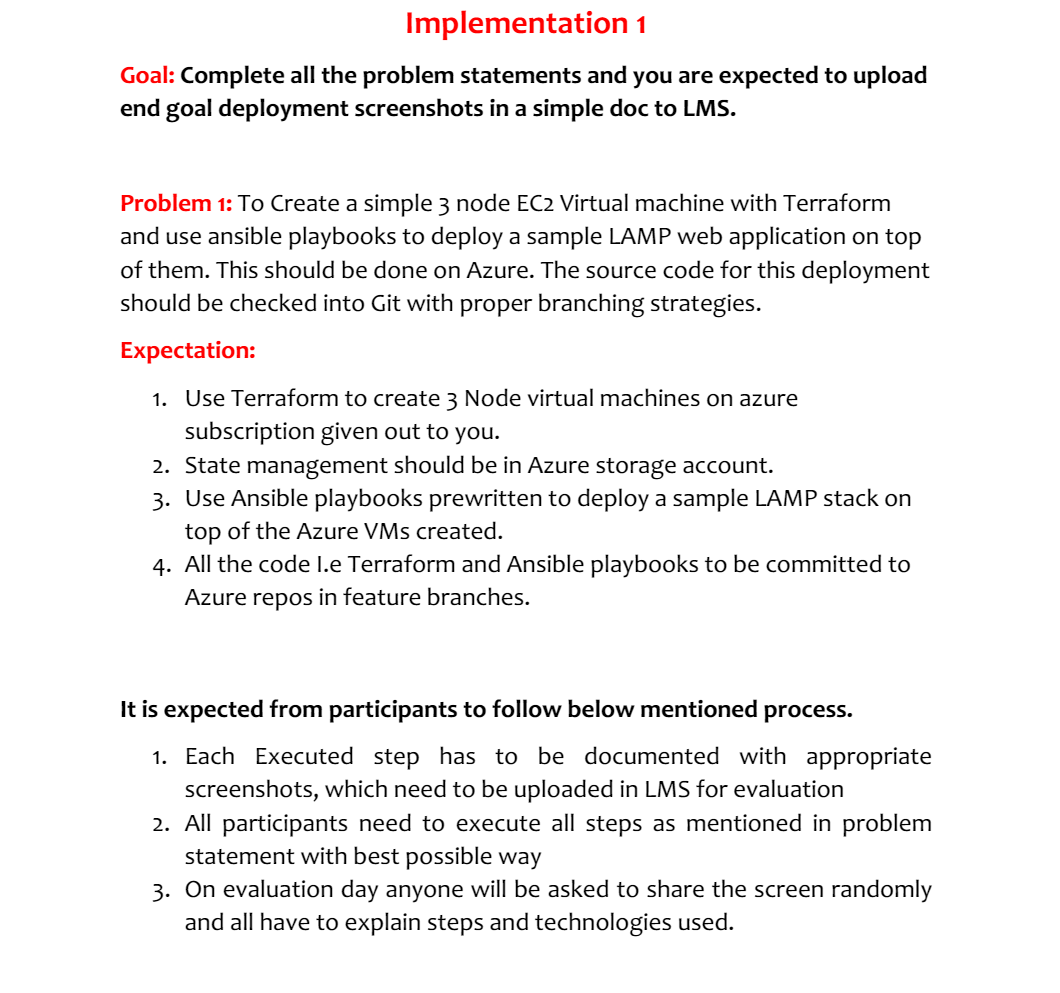 Implementation 1
Goal: Complete all the problem statements and you are expected to upload
end goal deployment screenshots in a simple doc to LMS.
Problem 1: To Create a simple 3 node EC2 Virtual machine with Terraform
and use ansible playbooks to deploy a sample LAMP web application on top
of them. This should be done on Azure. The source code for this deployment
should be checked into Git with proper branching strategies.
Expectation:
1. Use Terraform to create 3 Node virtual machines on azure
subscription given out to you.
2. State management should be in Azure storage account.
3. Use Ansible playbooks prewritten to deploy a sample LAMP stack on
top of the Azure VMs created.
4. All the code I.e Terraform and Ansible playbooks to be committed to
Azure repos in feature branches.
It is expected from participants to follow below mentioned process.
1. Each Executed step has to be documented with appropriate
screenshots, which need to be uploaded in LMS for evaluation
2. All participants need to execute all steps as mentioned in problem
statement with best possible way
3. On evaluation day anyone will be asked to share the screen randomly
and all have to explain steps and technologies used.